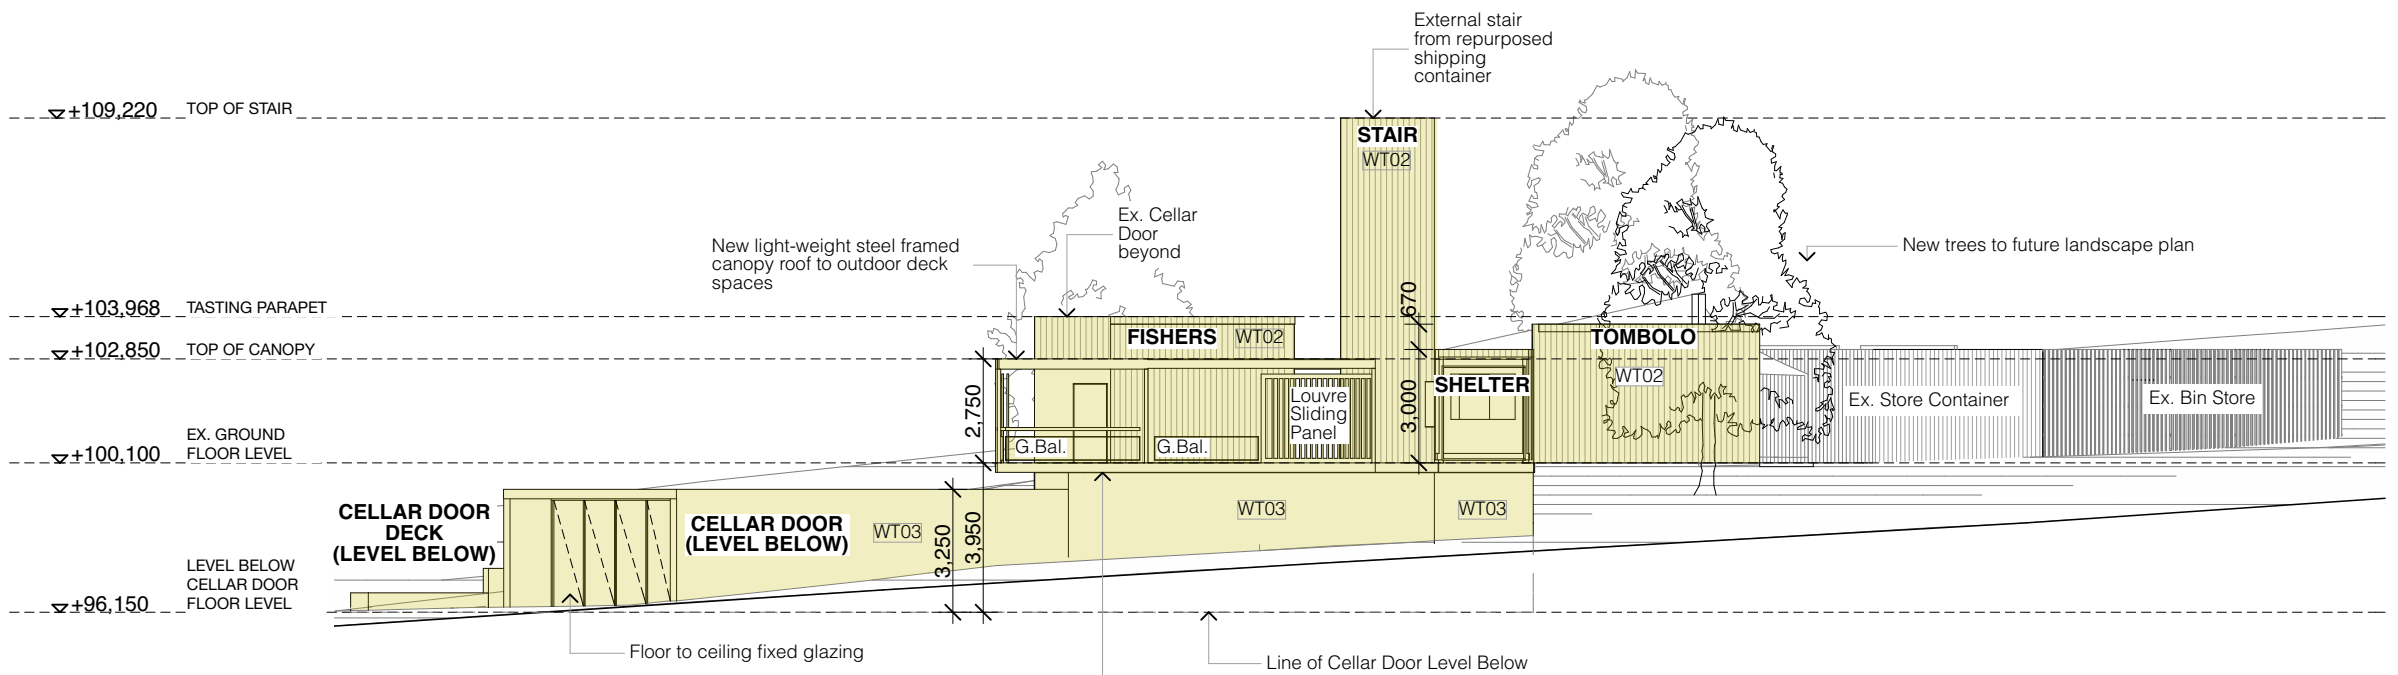 External stair
from repurposed
shipping
container
+109,220
TOP OF STAIR
STAIR
WT02
Ex. Cellar
Door
beyond
New light-weight steel framed
canopy roof to outdoor deck
spaces
New trees to future landscape plan
+103,968
TASTING PARAPET
670
FISHERS
WT02
TOMBOLO
WT02
+102,850
TOP OF CANOPY
2,750
Louvre
Sliding
Panel
3,000
SHELTER
Ex. Store Container
Ex. Bin Store
EX. GROUND
FLOOR LEVEL
+100,100
G.Bal.
G.Bal.
CELLAR DOOR
DECK
(LEVEL BELOW)
CELLAR DOOR
(LEVEL BELOW)
WT03
3,250
3,950
WT03
WT03
LEVEL BELOW
CELLAR DOOR
FLOOR LEVEL
+96,150
Floor to ceiling fixed glazing
Line of Cellar Door Level Below